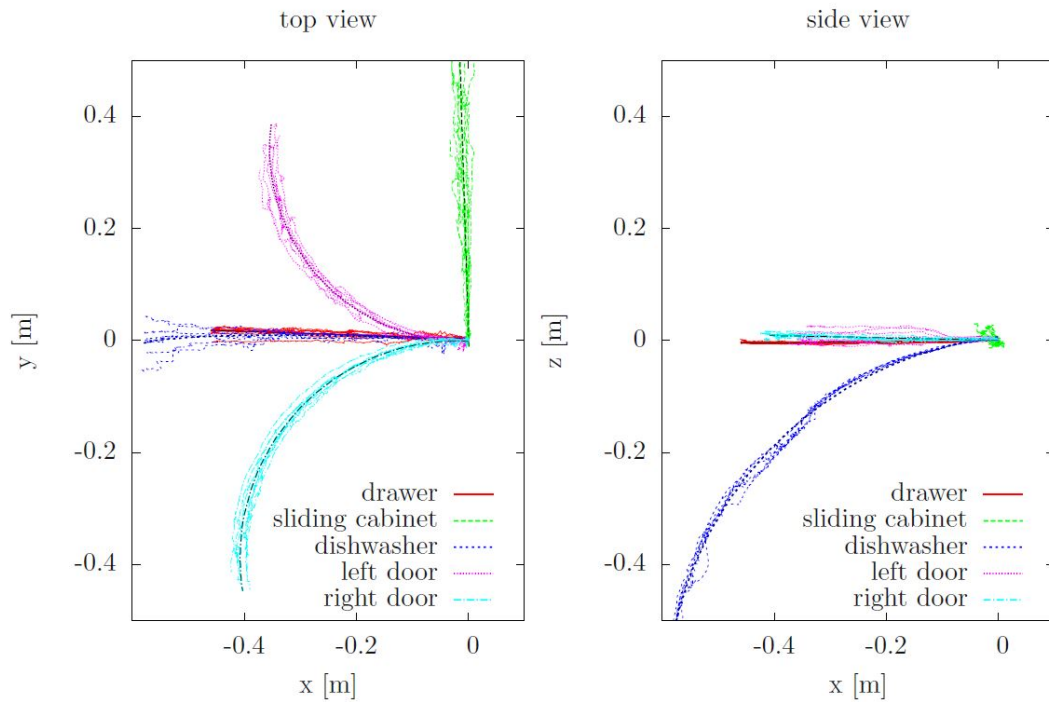 top view
y [m]
0.4
0.2
0
-0.2
-0.4
drawer
sliding cabinet
dishwasher
left door
right door
-0.4
-0.2
0
x [m]
side view
z [m]
0.4
0.2
0
-0.2
-0.4
drawer
sliding cabinet
dishwasher
left door
right door
-0.4
-0.2
0
x [m]